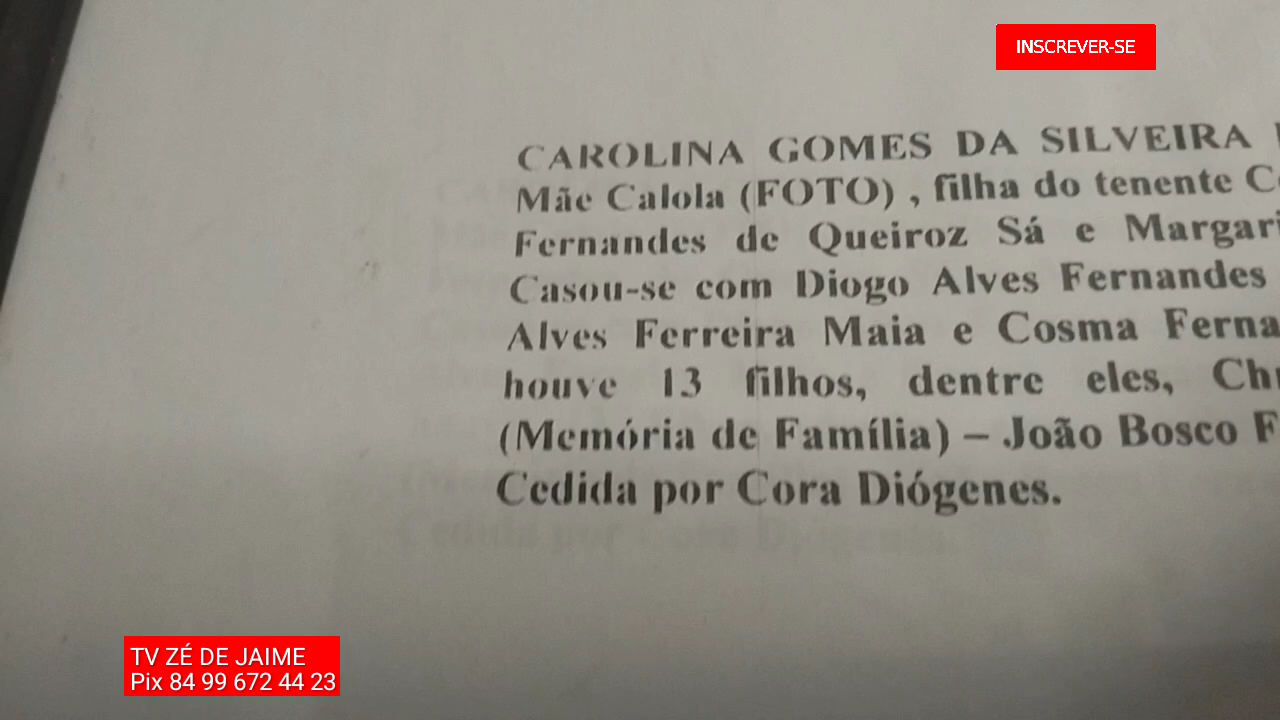 INSCREVER-SE
CAROLINA GOMES DA SILVEIRA
Mãe Calola (FOTO) , filha do tenente
Fernandes de Queiroz Sá e
Casou-se com Diogo Alves Fernandes
Alves Ferreira Maia e Cosma
houve 13 filhos, dentre eles,
(Memória de Família) – João Bosco
Cedida por Cora Diógenes.
TV ZÉ DE JAIME
Pix 84 99 672 44 23